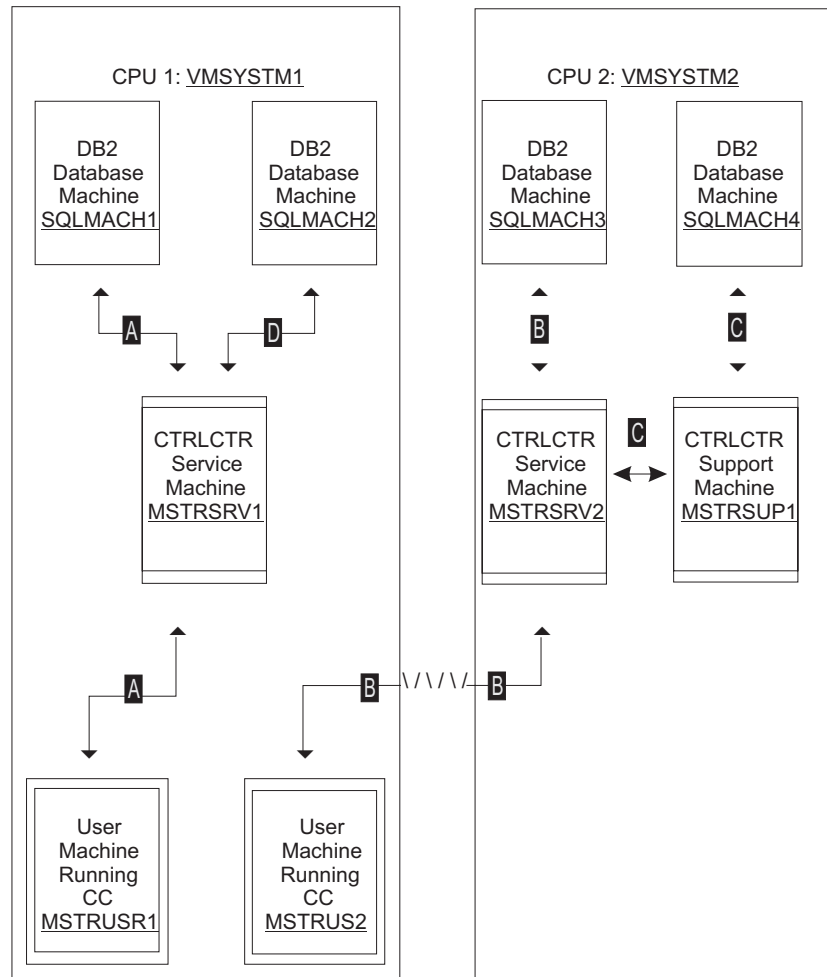 CPU 1: VMSYSTM1
CPU 2: VMSYSTM2
DB2
Database
Machine
SQLMACH1
DB2
Database
Machine
SQLMACH2
DB2
Database
Machine
SQLMACH3
DB2
Database
Machine
SQLMACH4
A
D
B
C
CTRLCTR
Service
Machine
MSTRSRV1
CTRLCTR
Service
Machine
MSTRSRV2
C
CTRLCTR
Support
Machine
MSTRSUP1
A
B
\/\/\/
B
User
Machine
Running
CC
MSTRUSR1
User
Machine
Running
CC
MSTRUS2